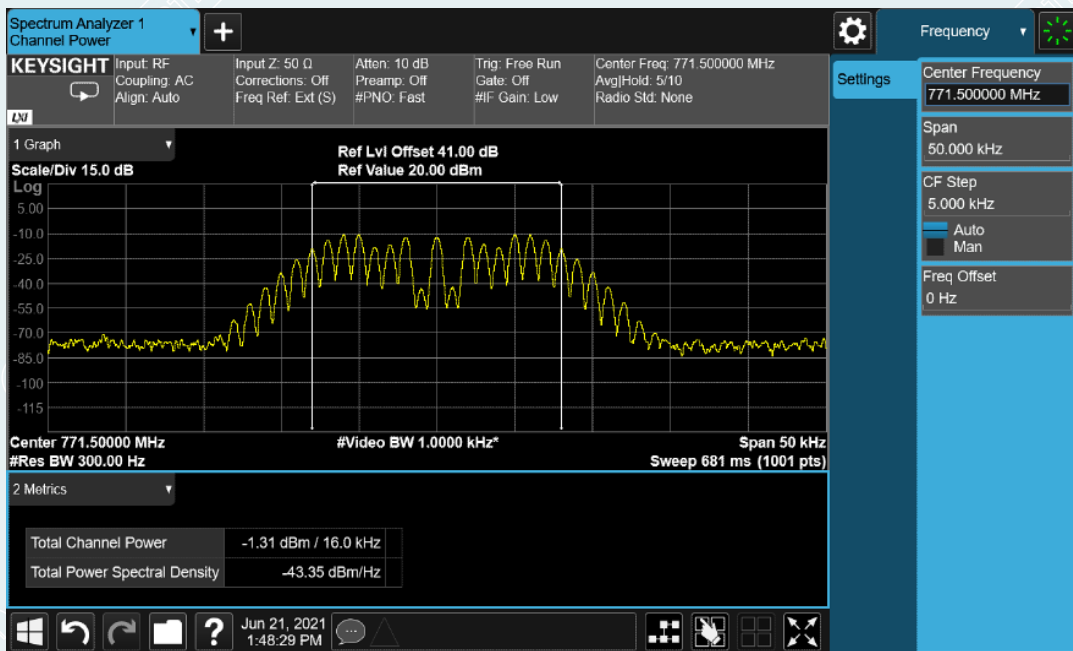 Spectrum Analyzer 1
Channel Power
Frequency
KEYSIGHT
Input: RF
Coupling: AC
Align: Auto
Input Z: 50 Ω
Corrections: Off
Freq Ref: Ext (S)
Atten: 10 dB
Preamp: Off
#PNO: Fast
Trig: Free Run
Gate: Off
#IF Gain: Low
Center Freq: 771.500000 MHz
Avg|Hold: 5/10
Radio Std: None
LXI
Settings
Center Frequency
771.500000 MHz
Span
50.000 kHz
CF Step
5.000 kHz
Auto
Man
Freq Offset
0 Hz
1 Graph
Scale/Div 15.0 dB
Ref Lvl Offset 41.00 dB
Ref Value 20.00 dBm
Log
5.00
-10.0
-25.0
-40.0
-55.0
-70.0
-85.0
-100
-115
Center 771.50000 MHz
#Video BW 1.0000 kHz*
Span 50 kHz
#Res BW 300.00 Hz
Sweep 681 ms (1001 pts)
2 Metrics
Total Channel Power -1.31 dBm / 16.0 kHz
Total Power Spectral Density -43.35 dBm/Hz
Jun 21, 2021
1:48:29 PM